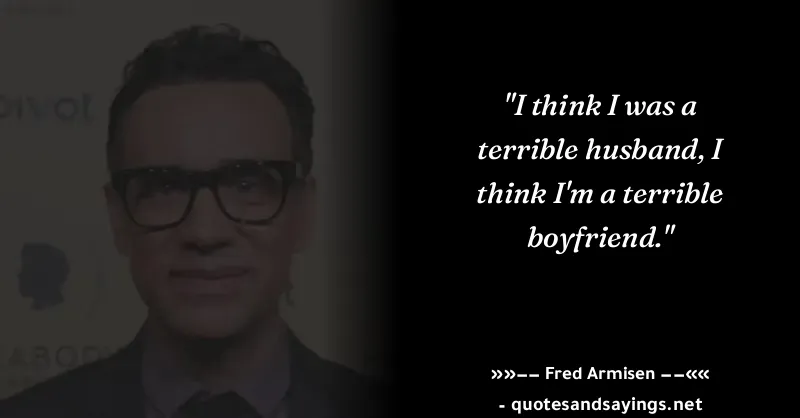 "I think I was a
terrible husband, I
think I'm a terrible
boyfriend."
»»–– Fred Armisen ––««
- quotesandsayings.net